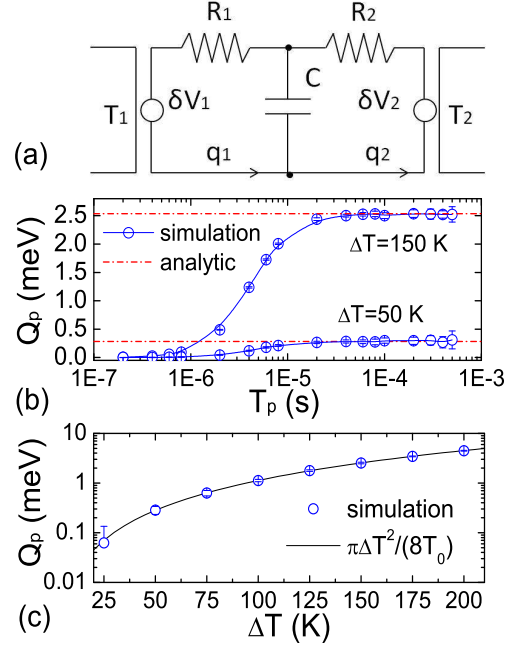 R₁ R₂
C
δV₁ δV₂
T₁ T₂
q₁ q₂
(a)
2.5
simulation
2.0
analytic
ΔT=150 K
1.5
Qₚ (meV)
1.0
ΔT=50 K
0.5
0.0
1E-7 1E-6 1E-5 1E-4 1E-3
(b)
Tₚ (s)
10
1
Qₚ (meV)
simulation
0.1
πΔT²/(8T₀)
0.01
25 50 75 100 125 150 175 200
(c)
ΔT (K)